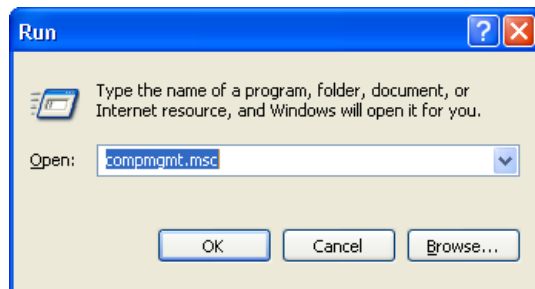 Run
Type the name of a program, folder, document, or
Internet resource, and Windows will open it for you.
Open: compmgmt.msc
OK Cancel Browse...